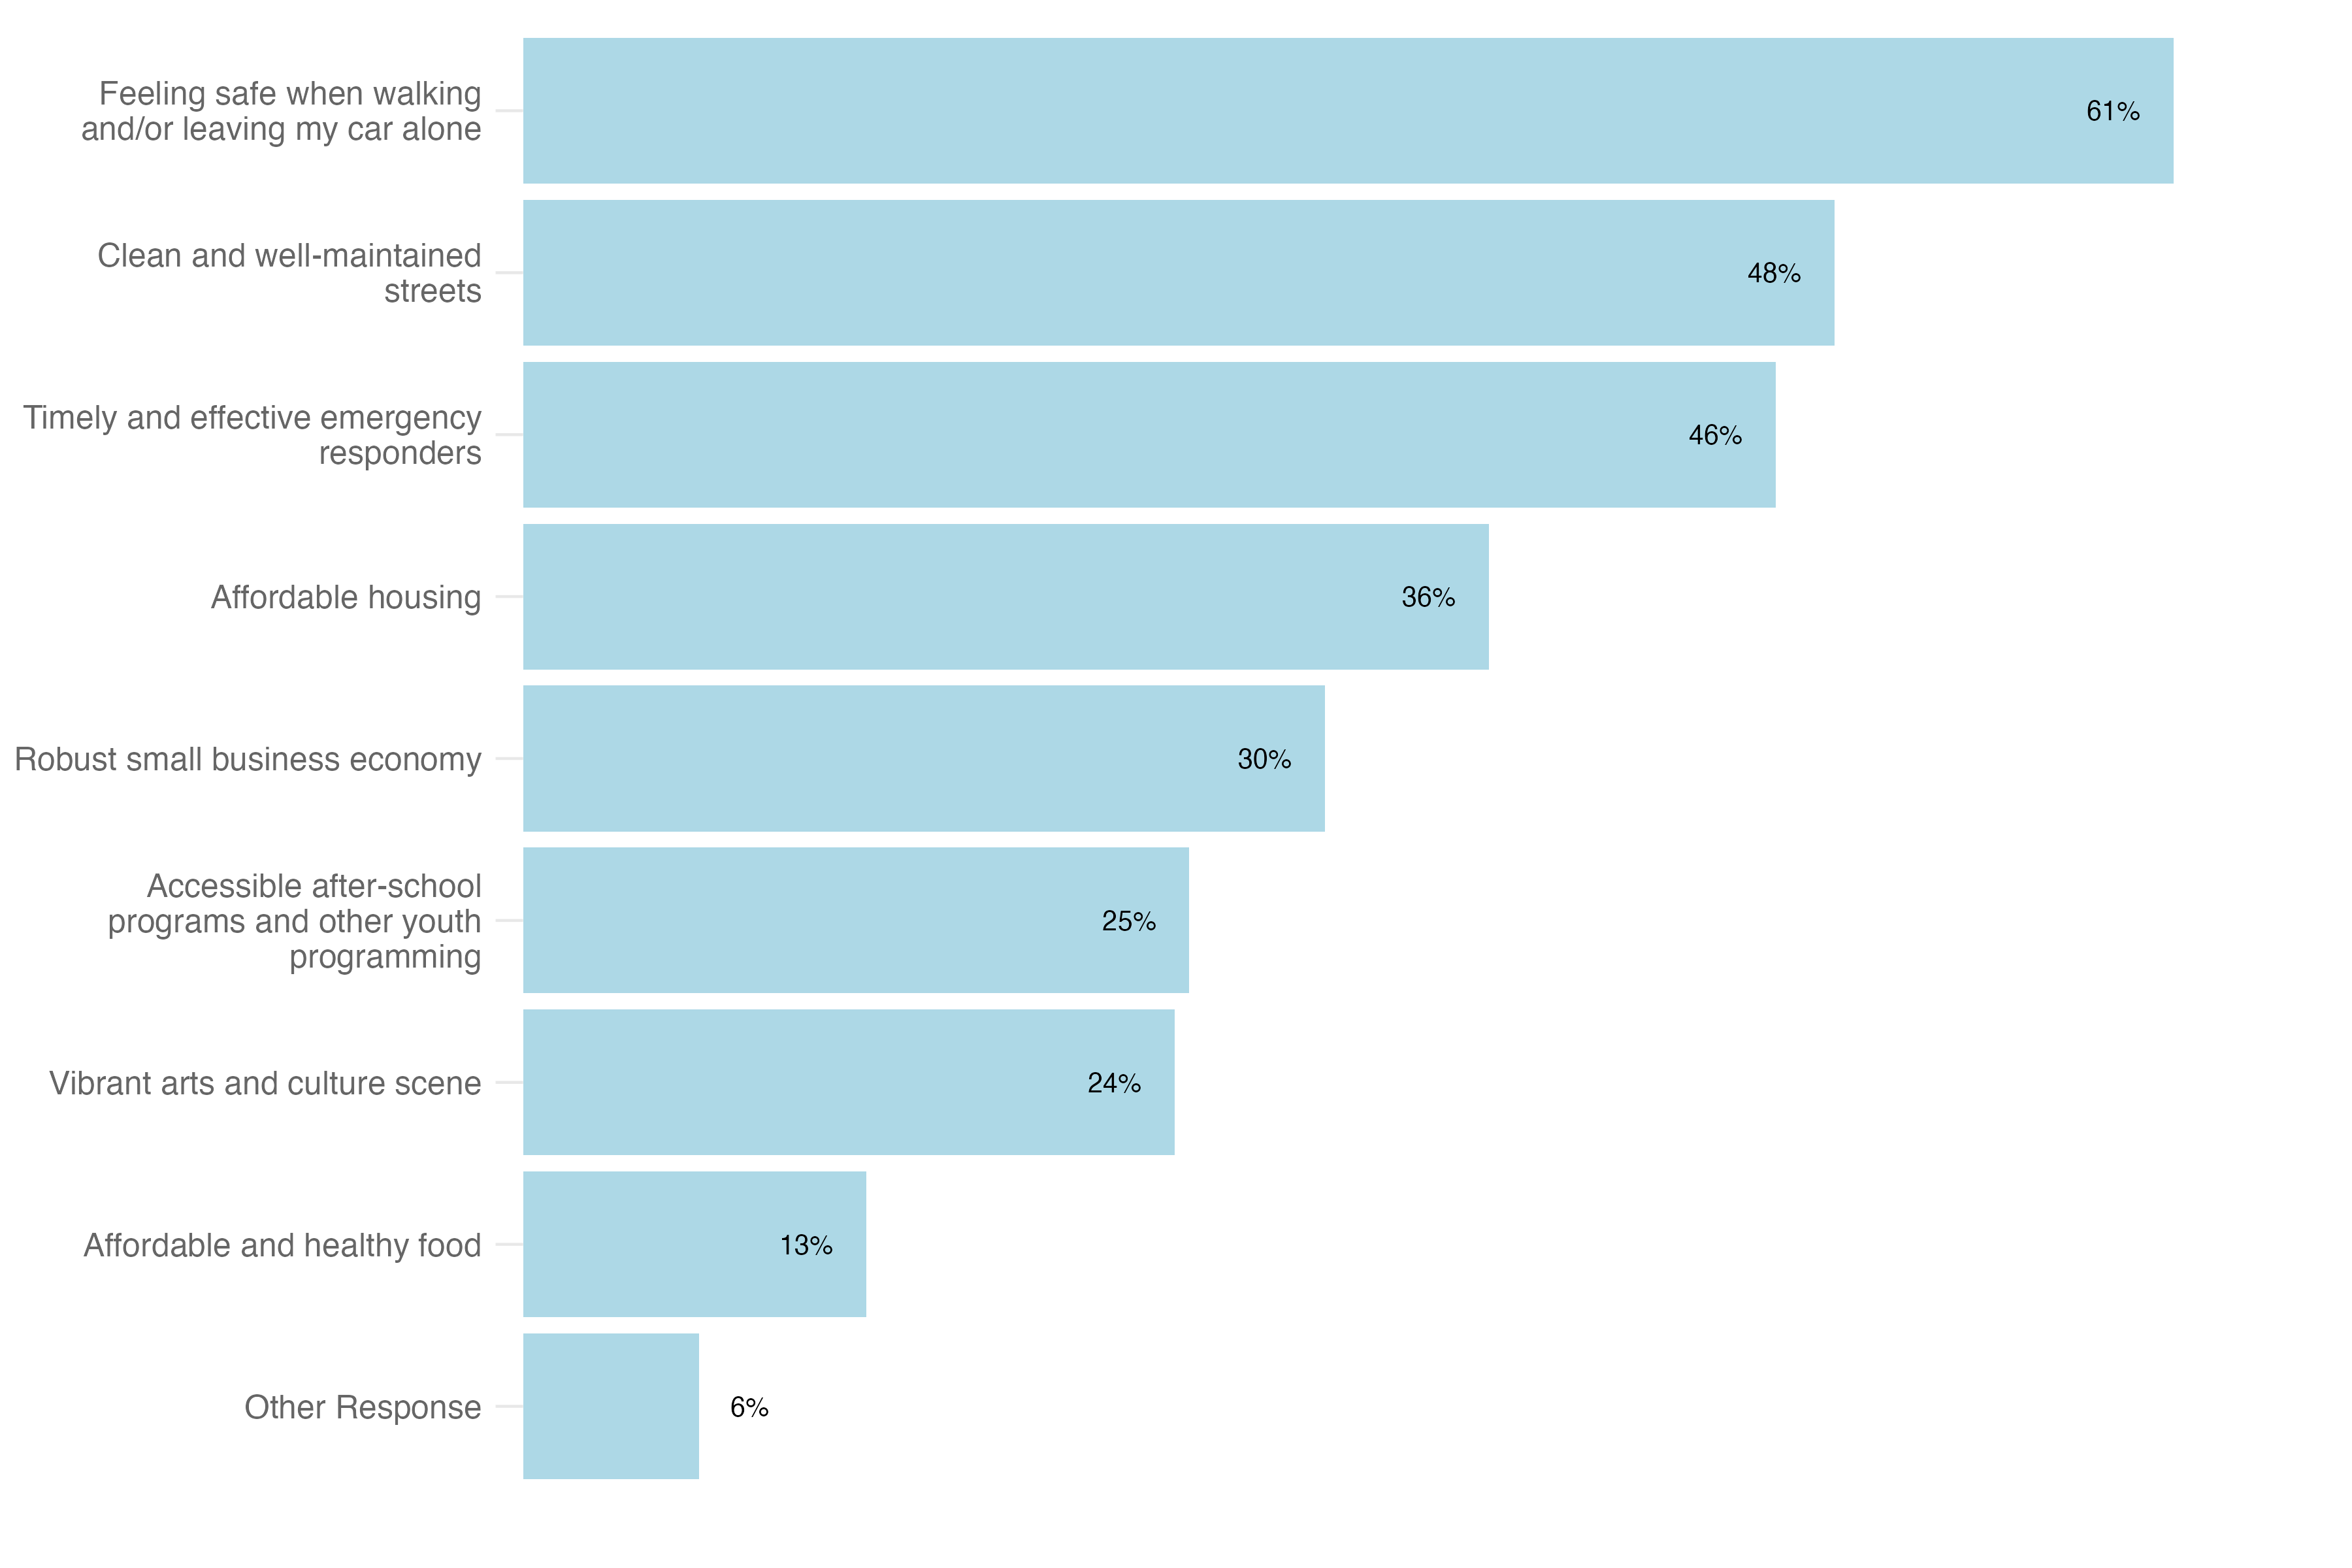 Feeling safe when walking
and/or leaving my car alone
61%
Clean and well-maintained
streets
48%
Timely and effective emergency
responders
46%
Affordable housing
36%
Robust small business economy
30%
Accessible after-school
programs and other youth
programming
25%
Vibrant arts and culture scene
24%
Affordable and healthy food
13%
Other Response
6%